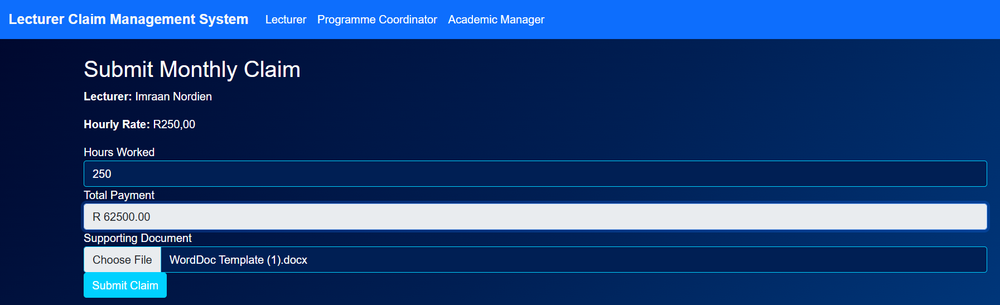 Lecturer Claim Management System Lecturer Programme Coordinator Academic Manager
Submit Monthly Claim
Lecturer: Imraan Nordien
Hourly Rate: R250,00
Hours Worked
250
Total Payment
R 62500.00
Supporting Document
Choose File WordDoc Template (1).docx
Submit Claim